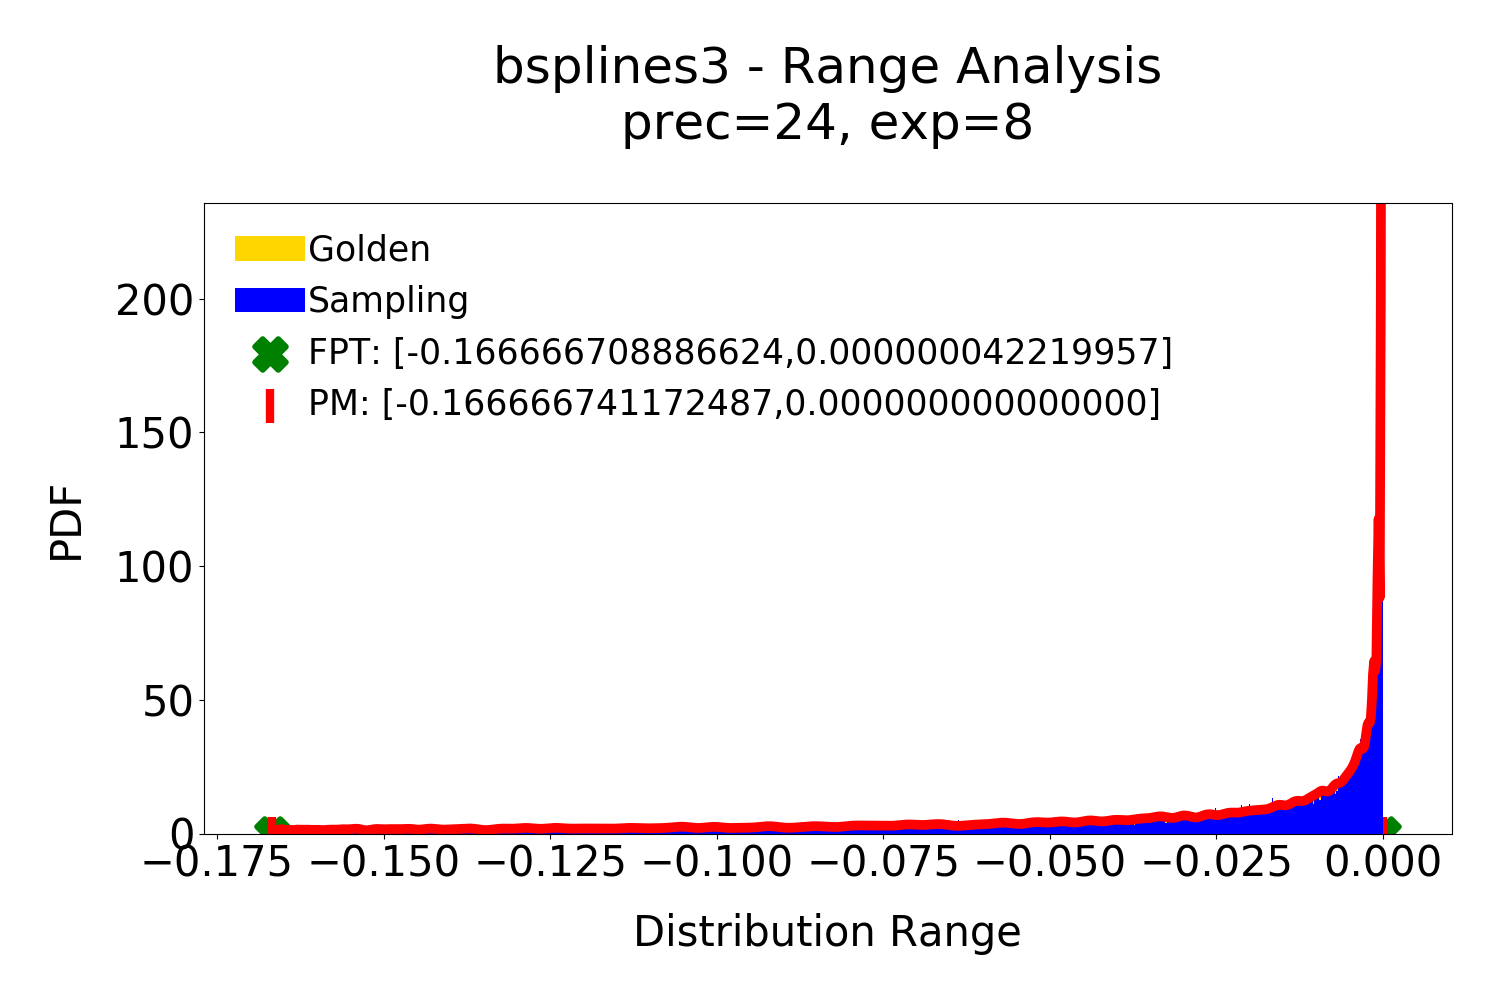 bsplines3 - Range Analysis
prec=24, exp=8
Golden
Sampling
FPT: [-0.166666708886624,0.000000042219957]
PM: [-0.166666741172487,0.000000000000000]
PDF
200
150
100
50
0
−0.175 −0.150 −0.125 −0.100 −0.075 −0.050 −0.025 0.000
Distribution Range